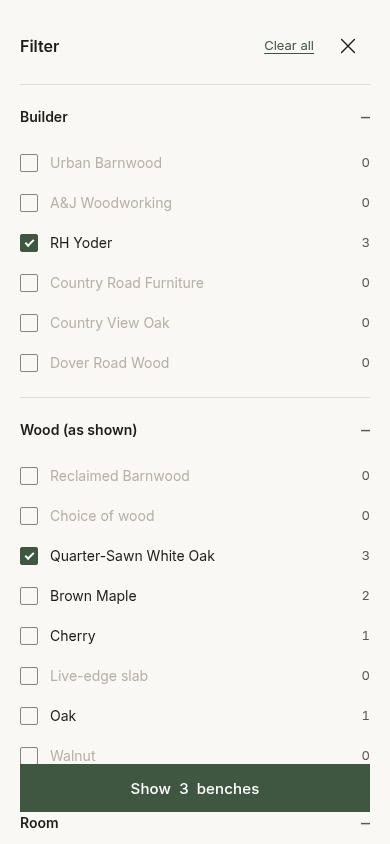 Filter
Clear all
Builder
Urban Barnwood 0
A&J Woodworking 0
RH Yoder 3
Country Road Furniture 0
Country View Oak 0
Dover Road Wood 0
Wood (as shown)
Reclaimed Barnwood 0
Choice of wood 0
Quarter-Sawn White Oak 3
Brown Maple 2
Cherry 1
Live-edge slab 0
Oak 1
Walnut 0
Show 3 benches
Room